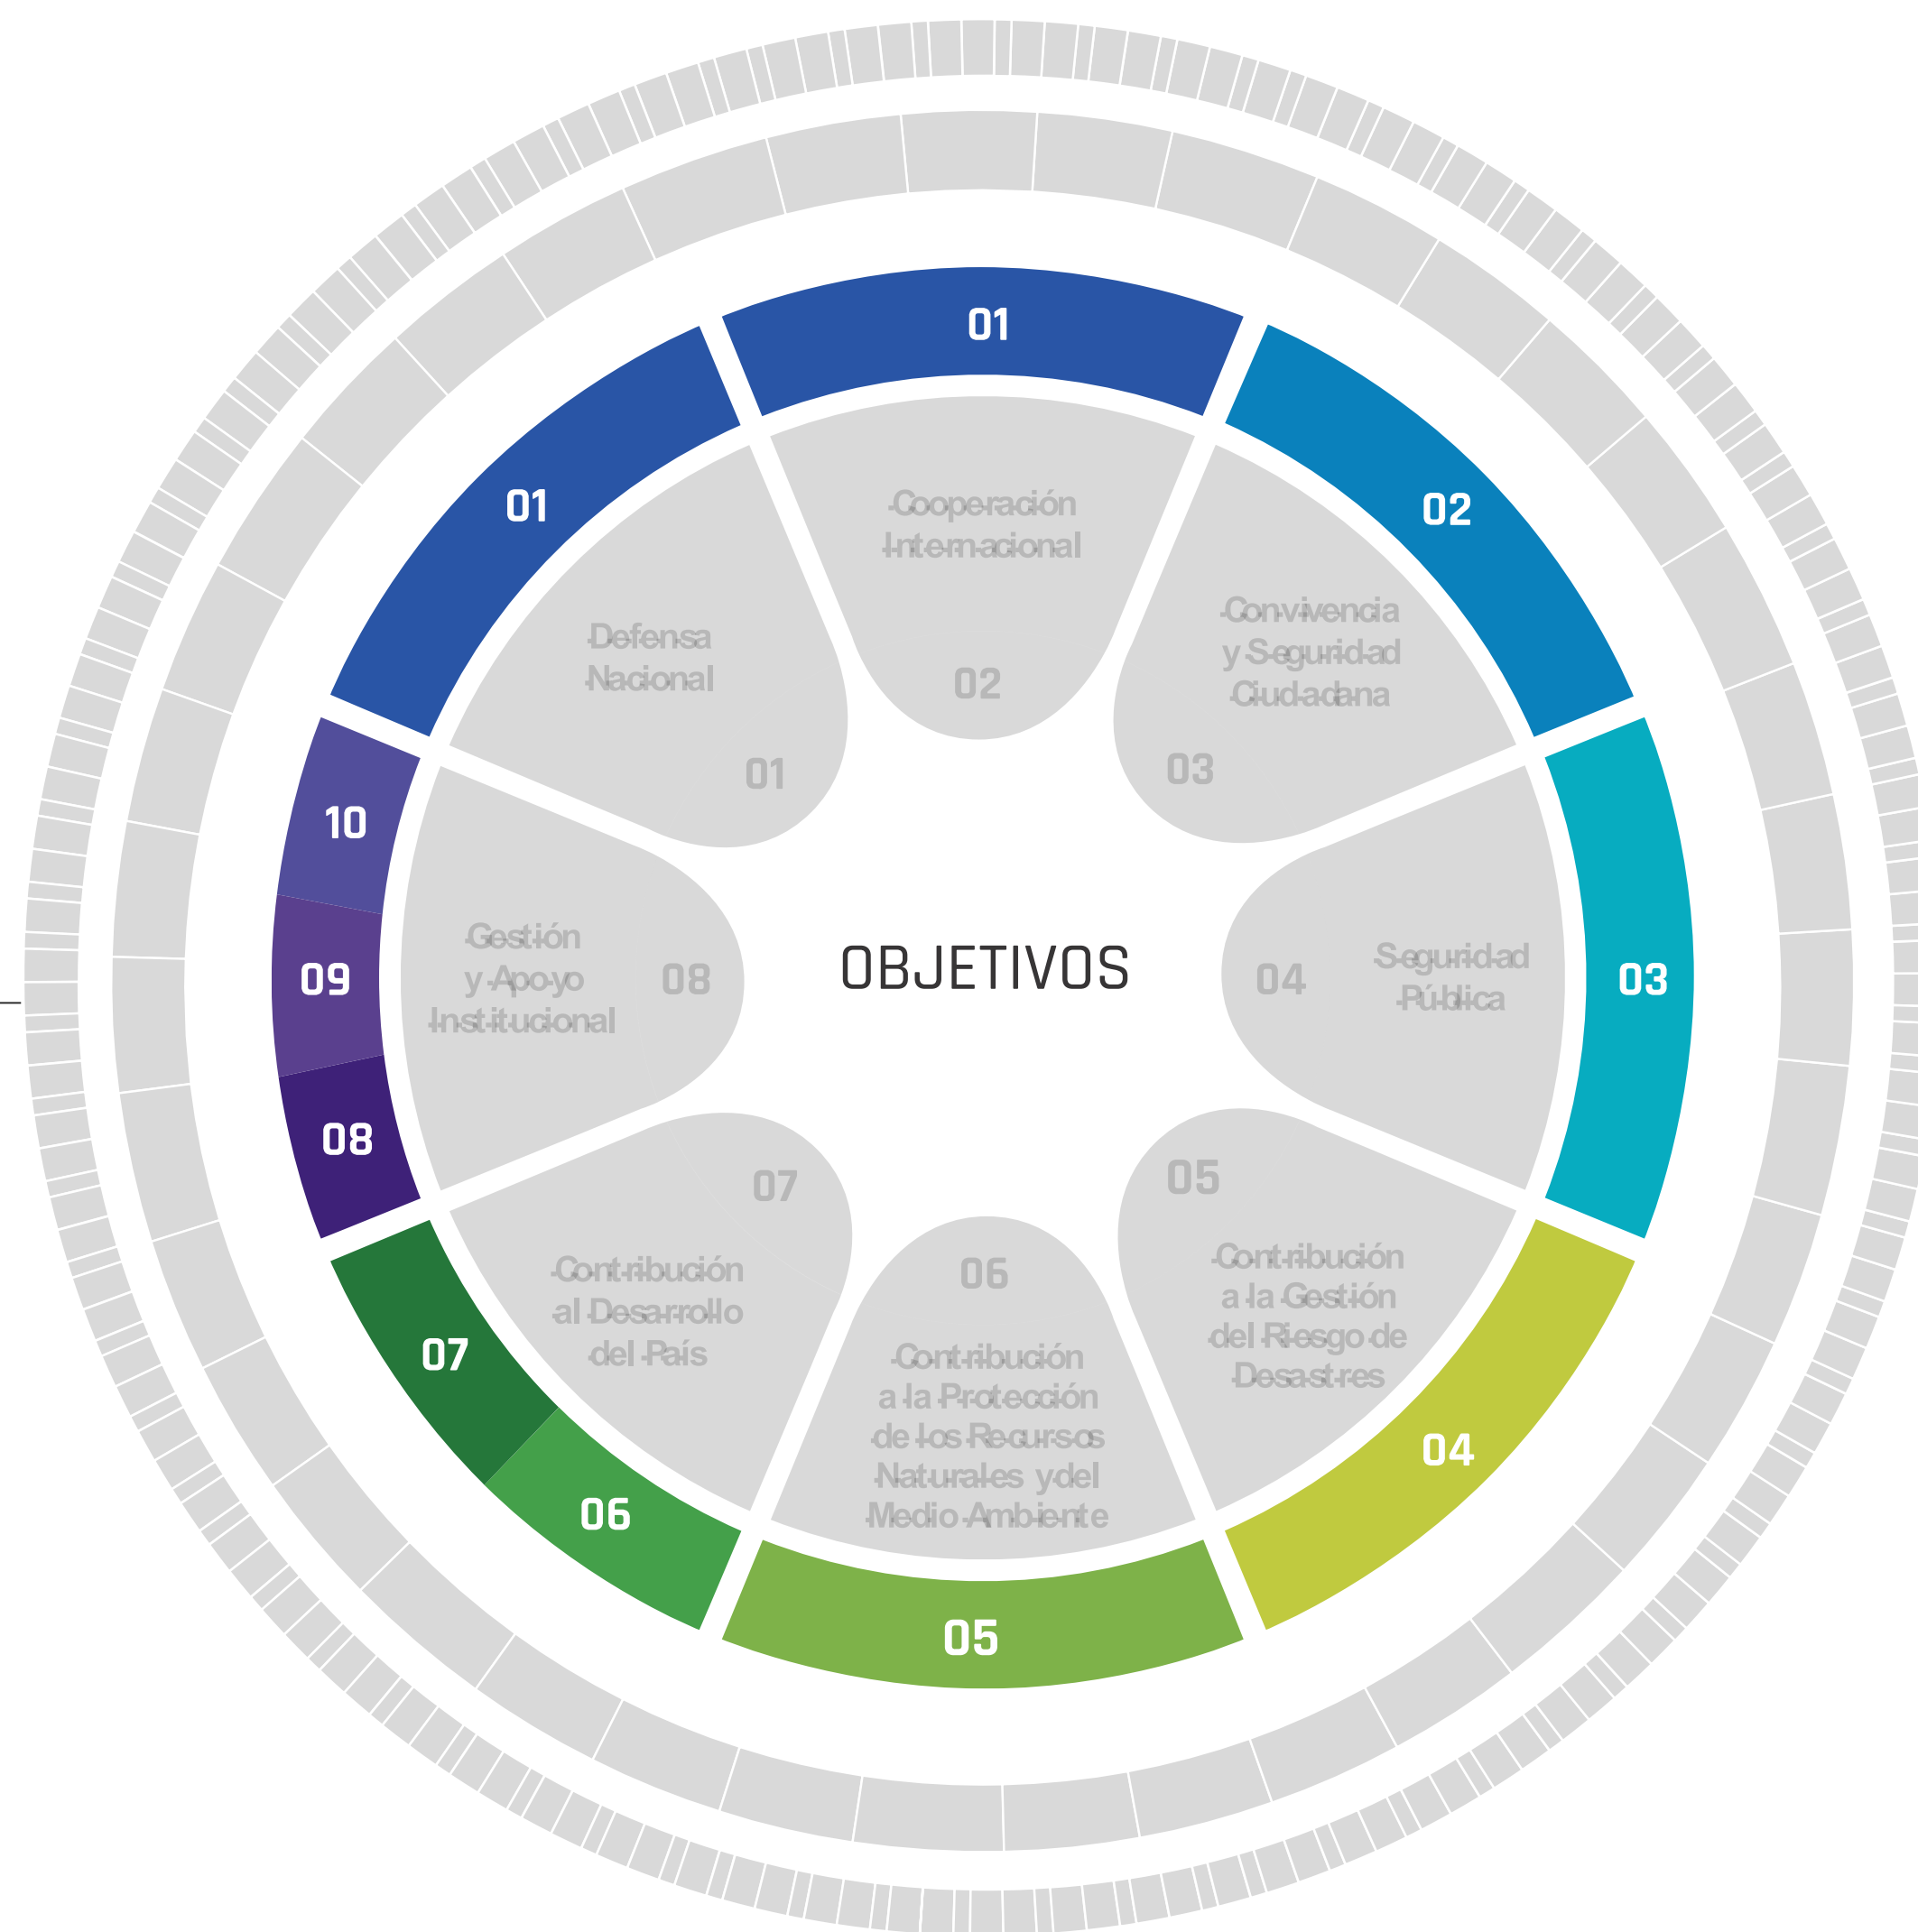 01
01
02
10
03
09
08
04
07
06
05
Cooperación
Internacional
02
Defensa
Nacional
01
Convivencia
y Seguridad
Ciudadana
03
Gestión
y Apoyo
Institucional
08
OBJETIVOS
04
Seguridad
Pública
07
Contribución
al Desarrollo
del País
05
Contribución
a la Gestión
del Riesgo de
Desastres
06
Contribución
a la Protección
de los Recursos
Naturales y del
Medio Ambiente